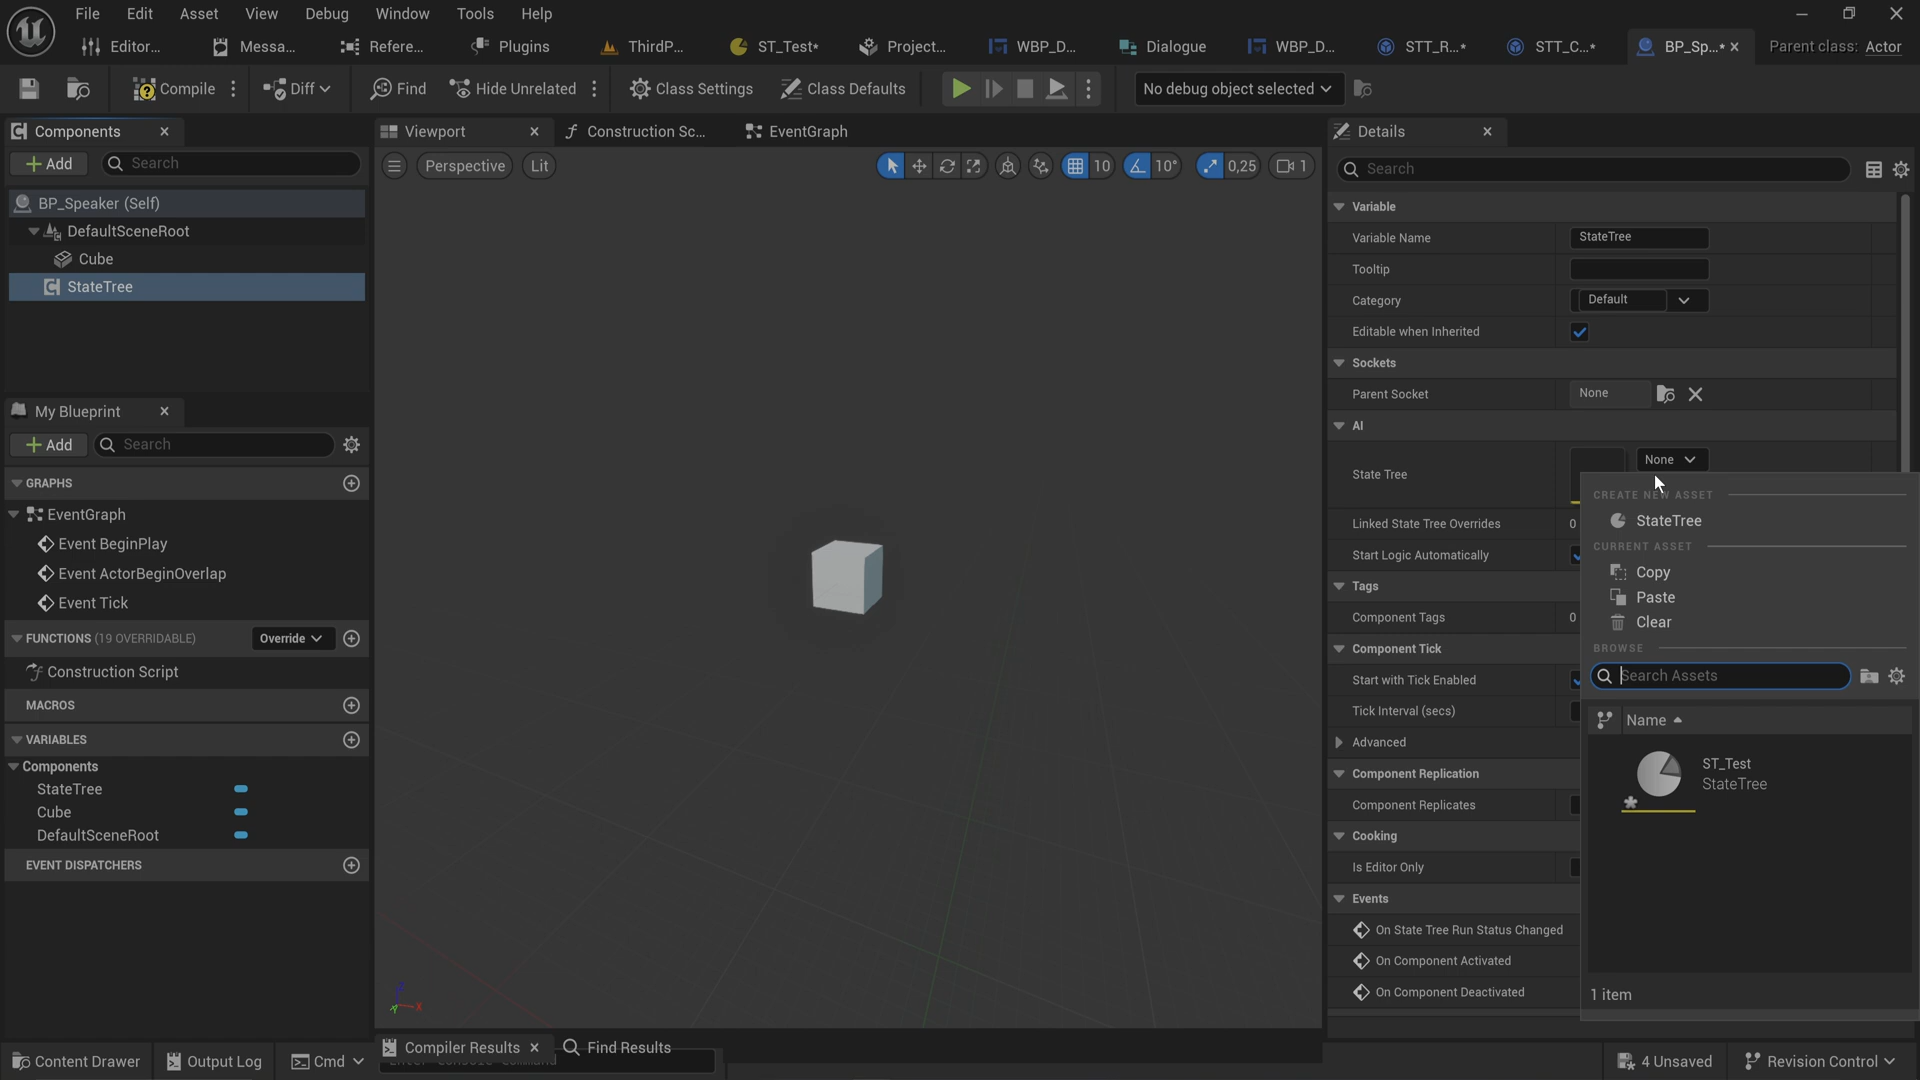 File Edit Asset View Debug Window Tools Help
Editor... Messa... Refere... Plugins ThirdP... ST_Test* Project... WBP_D... Dialogue WBP_D... STT_R...* STT_C...* BP_Sp...* Parent class: Actor
Compile Diff Find Hide Unrelated Class Settings Class Defaults No debug object selected
Components
Add Search
BP_Speaker (Self)
DefaultSceneRoot
Cube
StateTree
My Blueprint
Add Search
GRAPHS
EventGraph
Event BeginPlay
Event ActorBeginOverlap
Event Tick
FUNCTIONS (19 OVERRIDABLE) Override
Construction Script
MACROS
VARIABLES
Components
StateTree
Cube
DefaultSceneRoot
EVENT DISPATCHERS
Viewport Construction Sc... EventGraph
Perspective Lit 10 10° 0,25 1
Z
X
Y
Details
Search
Variable
Variable Name StateTree
Tooltip
Category Default
Editable when Inherited
Sockets
Parent Socket None
AI
State Tree None
Linked State Tree Overrides 0
Start Logic Automatically
Tags
Component Tags 0
Component Tick
Start with Tick Enabled
Tick Interval (secs)
Advanced
Component Replication
Component Replicates
Cooking
Is Editor Only
Events
On State Tree Run Status Changed
On Component Activated
On Component Deactivated
CREATE NEW ASSET
StateTree
CURRENT ASSET
Copy
Paste
Clear
BROWSE
Search Assets
Name
ST_Test
StateTree
1 item
Compiler Results Find Results
Content Drawer Output Log Cmd Enter Console Command 4 Unsaved Revision Control